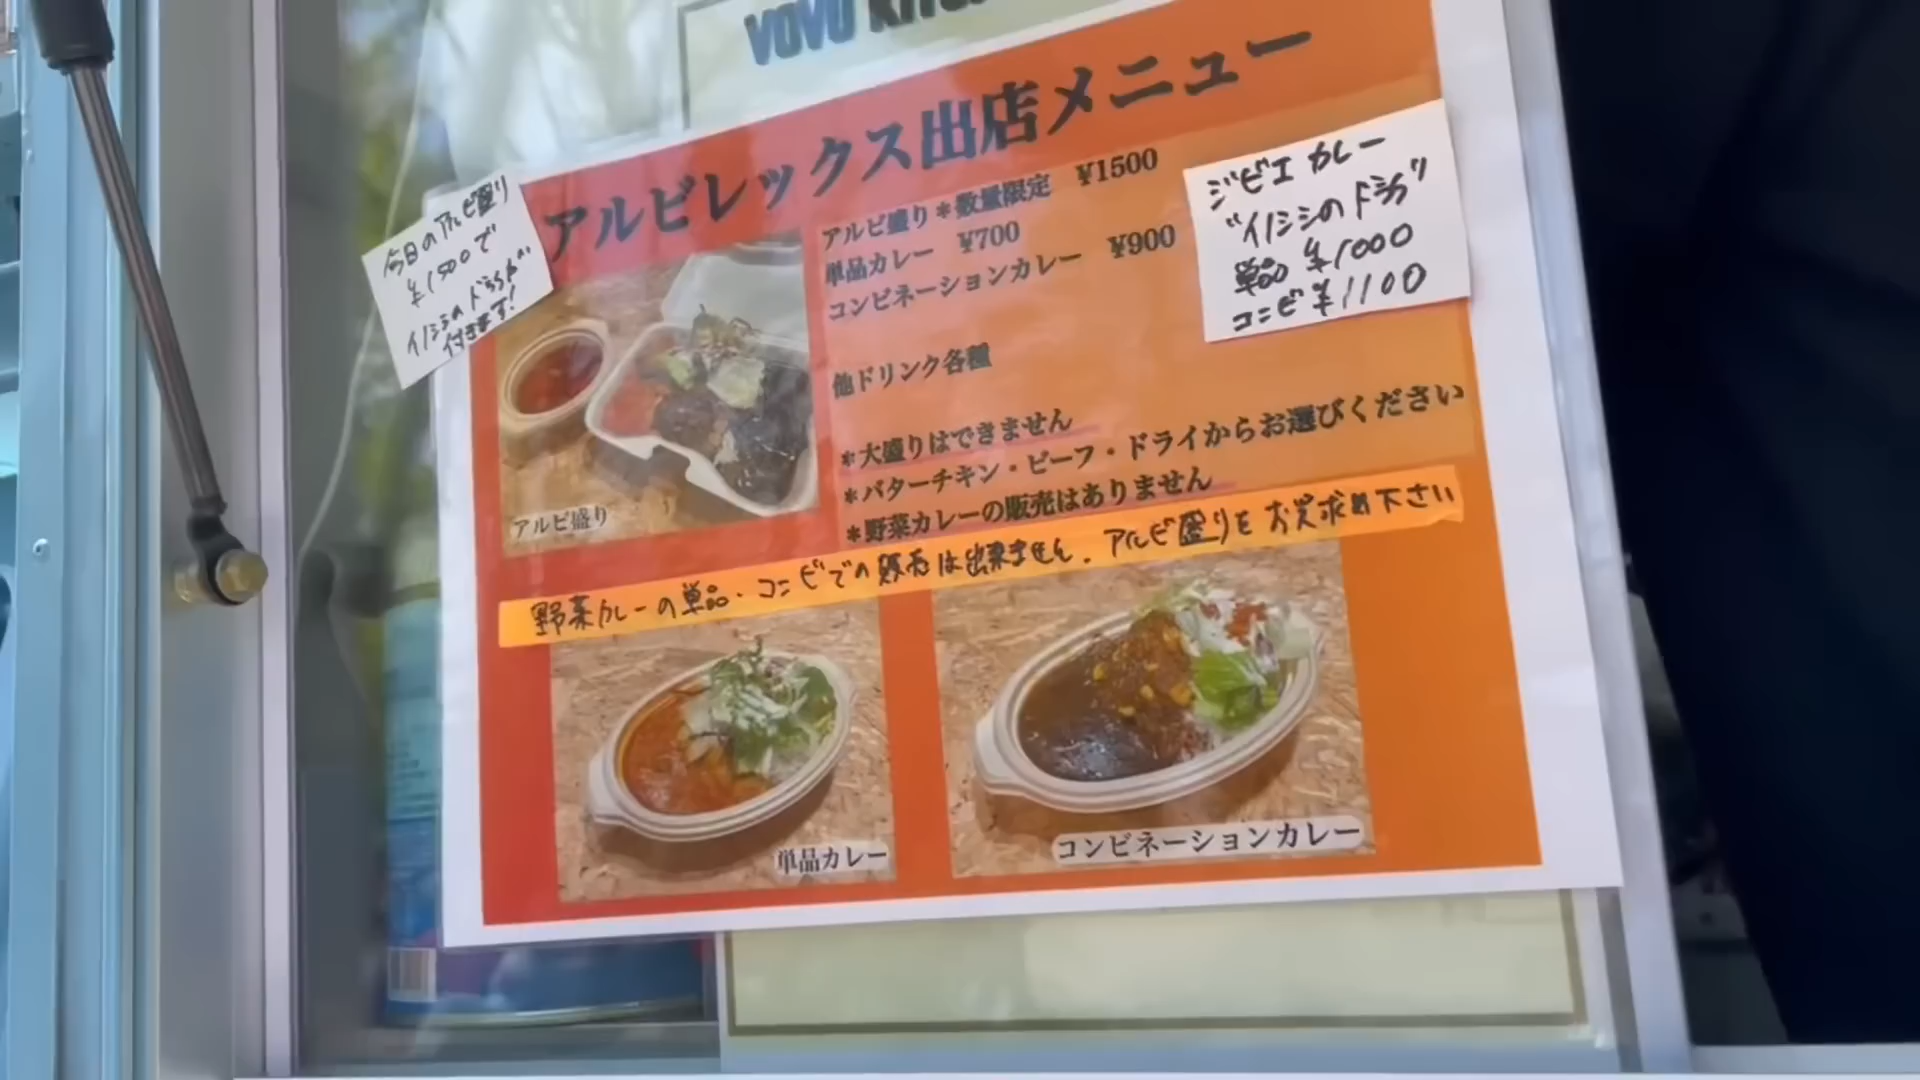 VOVO
アルビレックス出店メニュー
今日のアルビ盛り
¥1500で
イノシシのドライが
付きます!
アルビ盛り＊数量限定 ¥1500
単品カレー ¥700
コンビネーションカレー ¥900
ジビエカレー
“イノシシのドライ”
単品 ¥1000
コンビ ¥1100
他ドリンク各種
＊大盛りはできません
＊バターチキン・ビーフ・ドライからお選びください
＊野菜カレーの販売はありません
アルビ盛り
野菜カレーの単品・コンビでの販売は出来ません. アルビ盛りをお買求め下さい
単品カレー
コンビネーションカレー